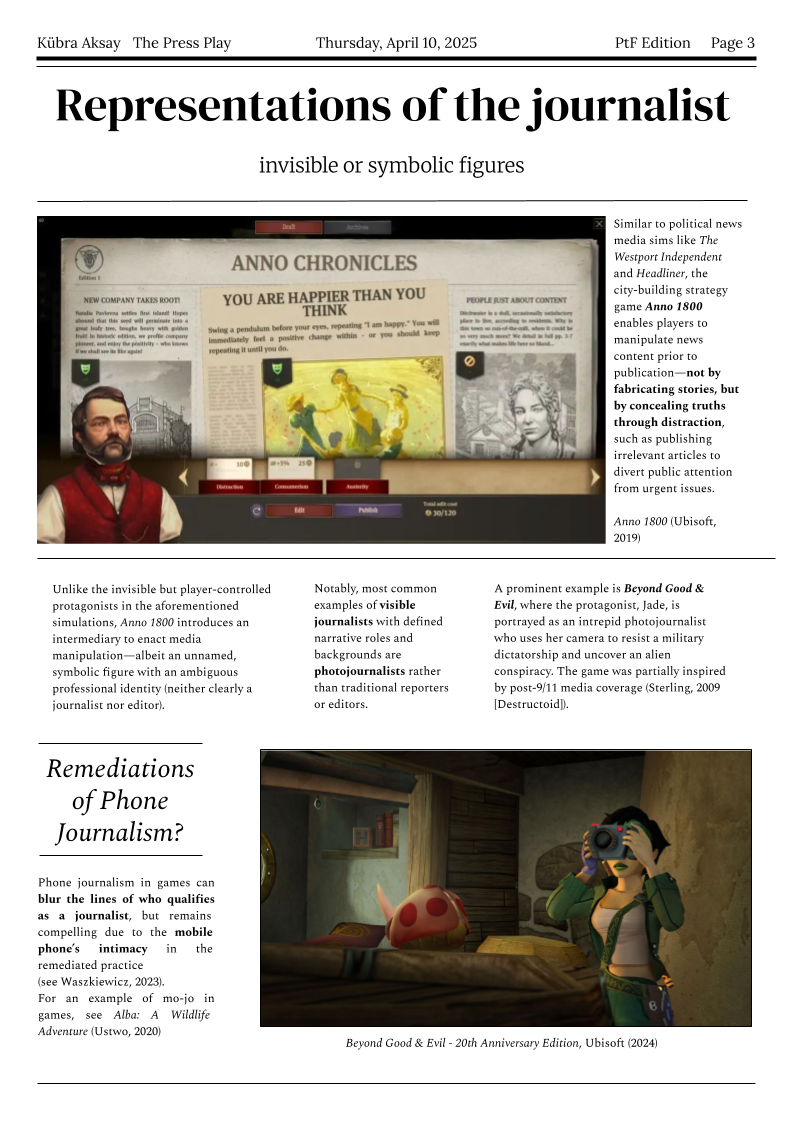 Kübra Aksay The Press Play Thursday, April 10, 2025 PtF Edition Page 3
Representations of the journalist
invisible or symbolic figures
Draft Archives
Edition 1
ANNO CHRONICLES
NEW COMPANY TAKES ROOT!
Natalia Pavlovna settles first island! Hopes
abound that this seed will germinate into a
great leafy tree, boughs heavy with golden
fruit! In historic edition, we profile company
pioneer, and enjoy the positivity – who knows
if we shall see its like again!
YOU ARE HAPPIER THAN YOU
THINK
Swing a pendulum before your eyes, repeating "I am happy." You will
immediately feel a positive change within – or you should keep
repeating it until you do.
PEOPLE JUST ABOUT CONTENT
Ditchwater is a dull, occasionally satisfactory
place to live, according to residents. Why is
this town so run-of-the-mill, when it could be
so very much more? We detail in full pp. 3-7
exactly what makes life here so bland...
10 +5% 25
Distraction Consumerism Austerity
Edit Publish
Total edit cost
30/120
Similar to political news
media sims like The
Westport Independent
and Headliner, the
city-building strategy
game Anno 1800
enables players to
manipulate news
content prior to
publication—not by
fabricating stories, but
by concealing truths
through distraction,
such as publishing
irrelevant articles to
divert public attention
from urgent issues.
Anno 1800 (Ubisoft,
2019)
Unlike the invisible but player-controlled
protagonists in the aforementioned
simulations, Anno 1800 introduces an
intermediary to enact media
manipulation—albeit an unnamed,
symbolic figure with an ambiguous
professional identity (neither clearly a
journalist nor editor).
Notably, most common
examples of visible
journalists with defined
narrative roles and
backgrounds are
photojournalists rather
than traditional reporters
or editors.
A prominent example is Beyond Good &
Evil, where the protagonist, Jade, is
portrayed as an intrepid photojournalist
who uses her camera to resist a military
dictatorship and uncover an alien
conspiracy. The game was partially inspired
by post-9/11 media coverage (Sterling, 2009
[Destructoid]).
Remediations
of Phone
Journalism?
Phone journalism in games can
blur the lines of who qualifies
as a journalist, but remains
compelling due to the mobile
phone's intimacy in the
remediated practice
(see Waszkiewicz, 2023).
For an example of mo-jo in
games, see Alba: A Wildlife
Adventure (Ustwo, 2020)
Beyond Good & Evil - 20th Anniversary Edition, Ubisoft (2024)